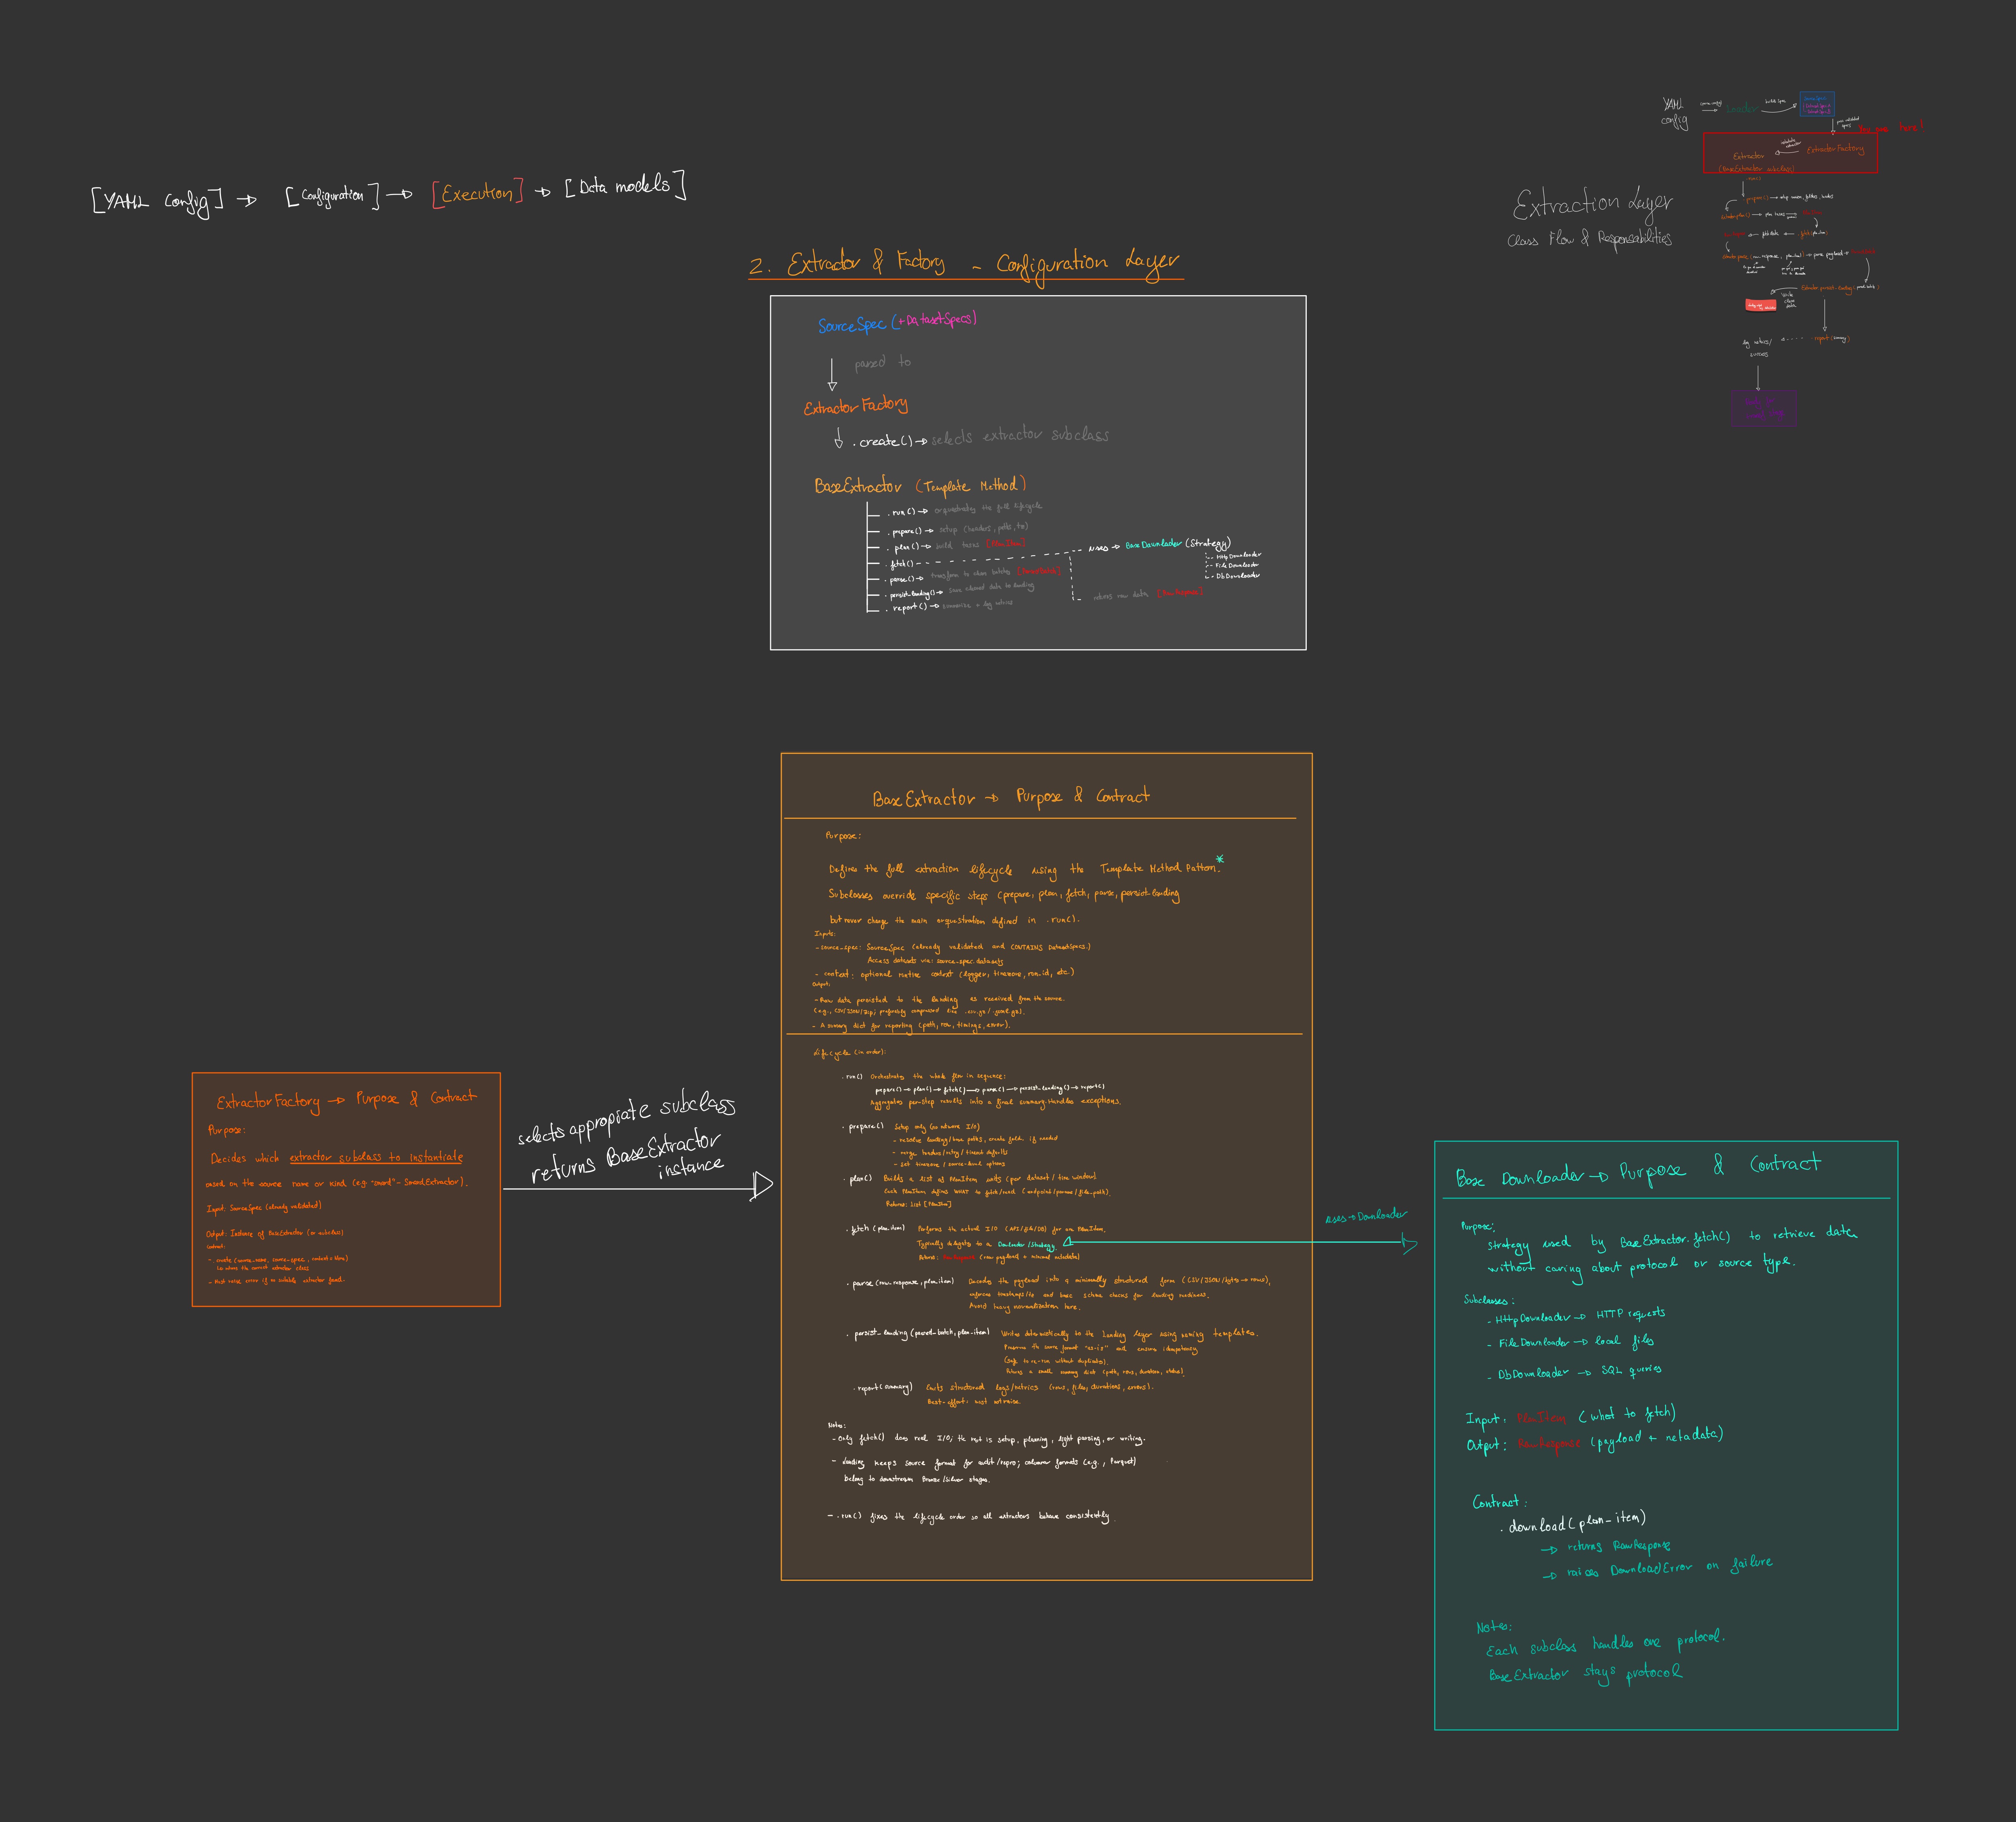 [YAML Config] → [Configuration] → [Execution] → [Data models]
Extraction Layer
Class Flow & Responsabilities
YAML config
Loader
ExtractorFactory
Extractor
(BaseExtractor subclass)
here!
2. Extractor & Factory - Configuration Layer
SourceSpec (+DatasetSpecs)
parsed to
ExtractorFactory
.create() → selects extractor subclass
BaseExtractor (Template Method)
.run() → orquestrates the full lifecycle
.prepare() → setup (headers, paths, tz)
.plan() → build tasks [PlanItem]
.fetch() - - - uses → BaseDownloader (Strategy)
- HttpDownloader
- FileDownloader
- DbDownloader
.parse() → transform to clean batches
.persist_landing() → save cleaned data to landing
returns raw data [RawResponse]
.report() → summarize + log metrics
BaseExtractor → Purpose & Contract
Purpose:
Defines the full extraction lifecycle using the Template Method Pattern.*
Subclasses override specific steps (prepare, plan, fetch, parse, persist_landing
but never change the main orquestration defined in .run().
Inputs:
- source_spec: SourceSpec (already validated and CONTAINS DatasetSpecs.)
Access datasets via: source_spec.datasets
- context: optional runtime context (logger, timezone, run_id, etc.)
Output:
- Raw data persisted to the landing as received from the source.
(e.g., CSV/JSON/Zip; preferably compressed like .csv.gz / .jsonl.gz).
- A summary dict for reporting (path, row, timings, error).
Lifecycle (in order):
.run() Orchestrates the whole flow in sequence:
prepare() → plan() → fetch() → parse() → persist_landing() → report()
Aggregates per-step results into a final summary. Handles exceptions.
.prepare() Setup only (no network I/O)
- resolve landing/base paths, create folder if needed
- merge headers/retry/timeout defaults
- set timezone / source-level options
.plan() Builds a list of PlanItem units (per dataset / time window).
Each PlanItem defines WHAT to fetch/read (endpoint/params/file_path).
Returns: List [PlanItem]
.fetch (plan_item) Performs the actual I/O (API/file/DB) for one PlanItem.
Typically delegates to a Downloader/Strategy.
Returns: RawResponse (raw payload + minimal metadata)
.parse (raw_response, plan_item) Decodes the payload into a minimally structured form (CSV/JSON/bytes → rows),
enforces timestamps/tz and basic schema checks for landing readiness.
Avoid heavy normalization here.
.persist_landing (parsed_batch, plan_item) Writes deterministically to the Landing layer using naming templates.
Preserve the source format "as-is" and ensure idempotency
(safe to re-run without duplicates).
Returns a small summary dict (path, rows, duration, status).
.report (summary) Emits structured logs/metrics (rows, files, durations, errors).
Best-effort: must not raise.
Notes:
- Only fetch() does real I/O; the rest is setup, planning, light parsing, or writing.
- Landing keeps source format for audit/repro; columnar formats (e.g., Parquet)
belong to downstream Bronze/Silver stages.
- .run() fixes the lifecycle order so all extractors behave consistently.
ExtractorFactory → Purpose & Contract
Purpose:
Decides which extractor subclass to instantiate
based on the source name or kind (e.g. "smard" - SmardExtractor).
Input: SourceSpec (already validated)
Output: Instance of BaseExtractor (or subclass)
Contract:
- .create (source_name, source_spec, context = None)
- Must raise error if no suitable extractor found.
selects appropiate subclass
returns BaseExtractor
instance
uses → Downloader
Base Downloader → Purpose & Contract
Purpose:
strategy used by BaseExtractor.fetch() to retrieve data
without caring about protocol or source type.
Subclasses:
- HttpDownloader → HTTP requests
- FileDownloader → local files
- DbDownloader → SQL queries
Input: PlanItem (what to fetch)
Output: RawResponse (payload + metadata)
Contract:
.download (plan_item)
→ returns RawResponse
→ raises DownloadError on failure
Notes:
Each subclass handles one protocol.
BaseExtractor stays protocol